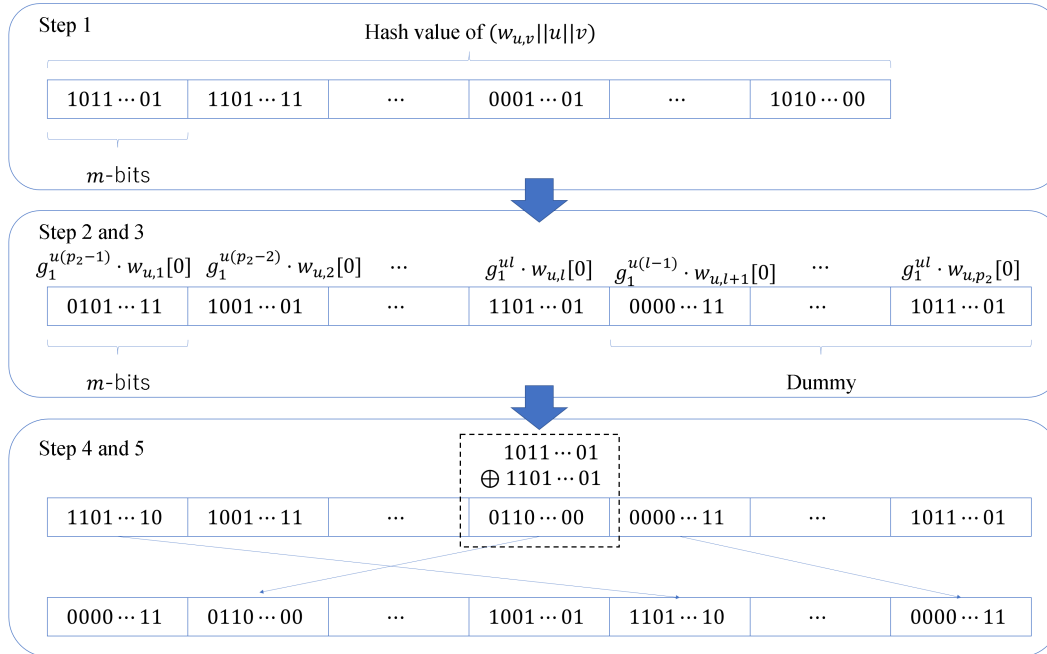 Step 1
Hash value of (w_{u,v}||u||v)
1011 ⋯ 01 1101 ⋯ 11 ⋯ 0001 ⋯ 01 ⋯ 1010 ⋯ 00
m-bits
Step 2 and 3
g_1^{u(p_2−1)} · w_{u,1}[0] g_1^{u(p_2−2)} · w_{u,2}[0] ⋯ g_1^{ul} · w_{u,l}[0] g_1^{u(l−1)} · w_{u,l+1}[0] ⋯ g_1^{ul} · w_{u,p_2}[0]
0101 ⋯ 11 1001 ⋯ 01 ⋯ 1101 ⋯ 01 0000 ⋯ 11 ⋯ 1011 ⋯ 01
m-bits Dummy
Step 4 and 5
1011 ⋯ 01
⊕ 1101 ⋯ 01
1101 ⋯ 10 1001 ⋯ 11 ⋯ 0110 ⋯ 00 0000 ⋯ 11 ⋯ 1011 ⋯ 01
0000 ⋯ 11 0110 ⋯ 00 ⋯ 1001 ⋯ 01 1101 ⋯ 10 ⋯ 0000 ⋯ 11